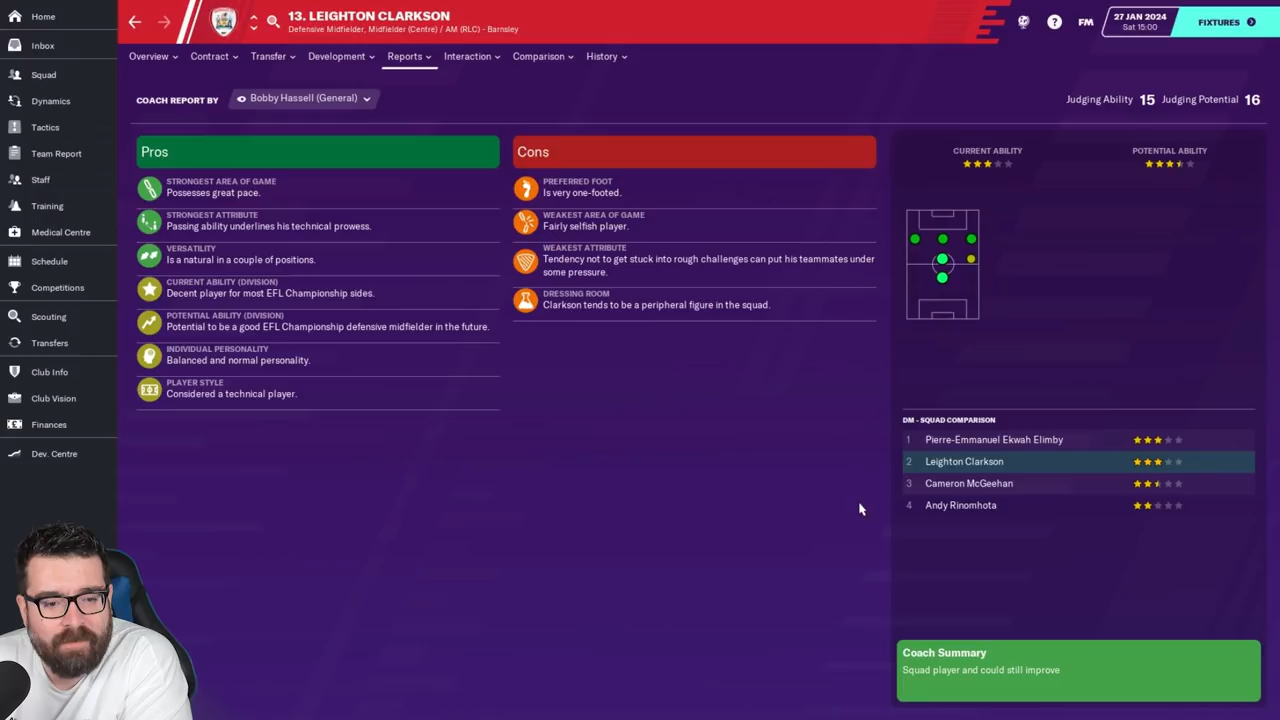 Home
Inbox
Squad
Dynamics
Tactics
Team Report
Staff
Training
Medical Centre
Schedule
Competitions
Scouting
Transfers
Club Info
Club Vision
Finances
Dev. Centre
13. LEIGHTON CLARKSON
Defensive Midfielder, Midfielder (Centre) / AM (RLC) - Barnsley
FM
27 JAN 2024
Sat 15:00
FIXTURES
Overview
Contract
Transfer
Development
Reports
Interaction
Comparison
History
COACH REPORT BY
Bobby Hassell (General)
Judging Ability 15 Judging Potential 16
Pros
STRONGEST AREA OF GAME
Possesses great pace.
STRONGEST ATTRIBUTE
Passing ability underlines his technical prowess.
VERSATILITY
Is a natural in a couple of positions.
CURRENT ABILITY (DIVISION)
Decent player for most EFL Championship sides.
POTENTIAL ABILITY (DIVISION)
Potential to be a good EFL Championship defensive midfielder in the future.
INDIVIDUAL PERSONALITY
Balanced and normal personality.
PLAYER STYLE
Considered a technical player.
Cons
PREFERRED FOOT
Is very one-footed.
WEAKEST AREA OF GAME
Fairly selfish player.
WEAKEST ATTRIBUTE
Tendency not to get stuck into rough challenges can put his teammates under
some pressure.
DRESSING ROOM
Clarkson tends to be a peripheral figure in the squad.
CURRENT ABILITY
POTENTIAL ABILITY
DM - SQUAD COMPARISON
1 Pierre-Emmanuel Ekwah Elimby
2 Leighton Clarkson
3 Cameron McGeehan
4 Andy Rinomhota
Coach Summary
Squad player and could still improve